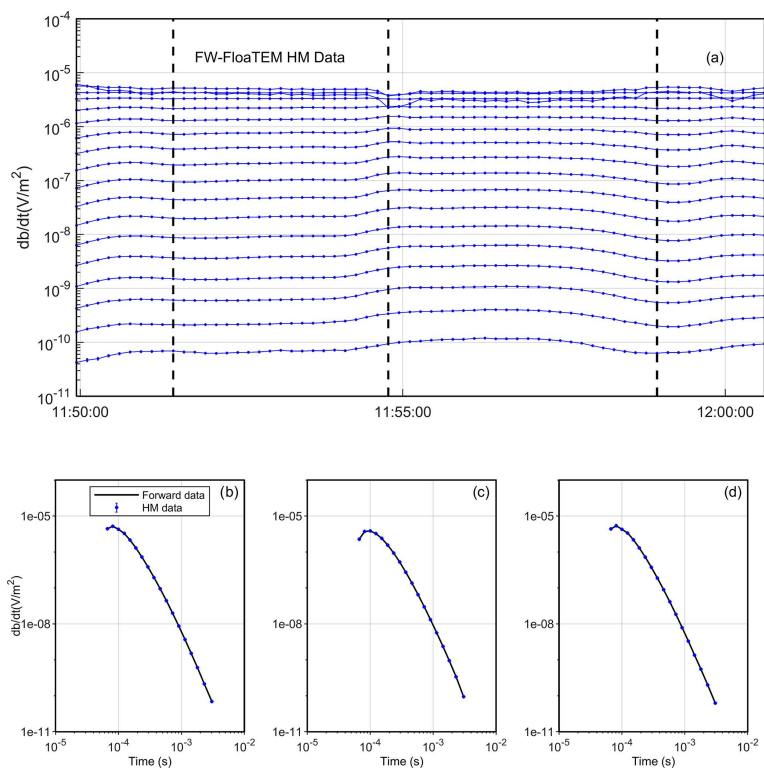 FW-FloaTEM HM Data
(a)
db/dt(V/m²)
10⁻⁴
10⁻⁵
10⁻⁶
10⁻⁷
10⁻⁸
10⁻⁹
10⁻¹⁰
10⁻¹¹
11:50:00 11:55:00 12:00:00
(b)
Forward data
HM data
db/dt(V/m²)
1e-05
1e-08
1e-11
10⁻⁵ 10⁻⁴ 10⁻³ 10⁻²
Time (s)
(c)
1e-05
1e-08
1e-11
10⁻⁵ 10⁻⁴ 10⁻³ 10⁻²
Time (s)
(d)
1e-05
1e-08
1e-11
10⁻⁵ 10⁻⁴ 10⁻³ 10⁻²
Time (s)